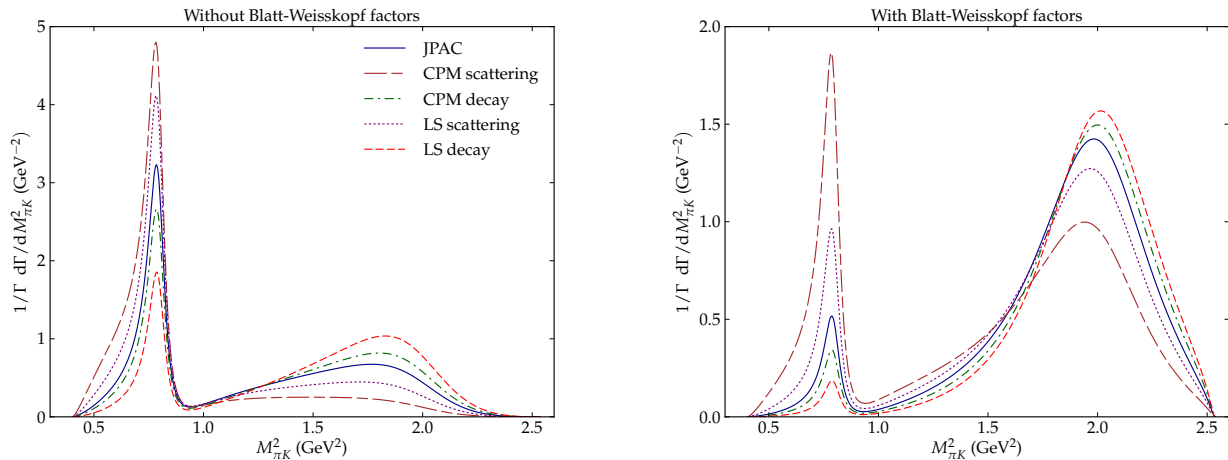 Without Blatt-Weisskopf factors
5
4
3
2
1
0
1/Γ dΓ/dM²πK (GeV⁻²)
0.5 1.0 1.5 2.0 2.5
M²πK (GeV²)
JPAC
CPM scattering
CPM decay
LS scattering
LS decay
With Blatt-Weisskopf factors
2.0
1.5
1.0
0.5
0.0
1/Γ dΓ/dM²πK (GeV⁻²)
0.5 1.0 1.5 2.0 2.5
M²πK (GeV²)